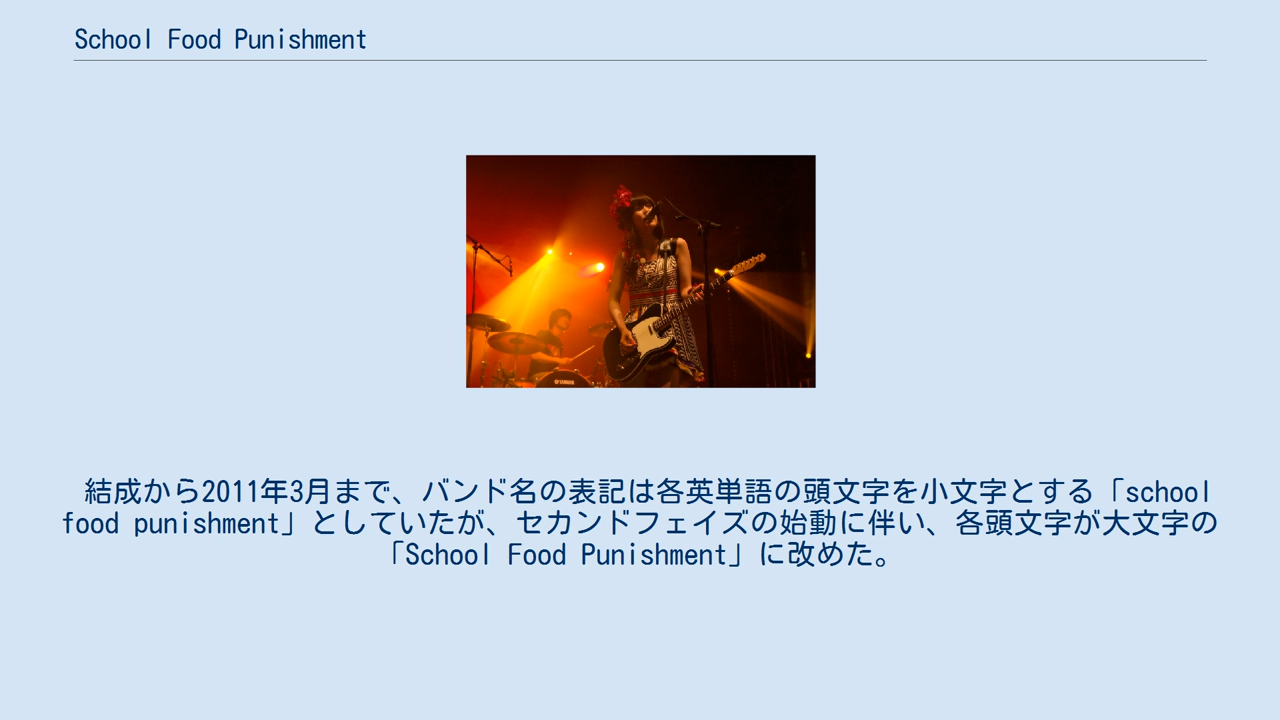 School Food Punishment
YAMAHA
結成から2011年3月まで、バンド名の表記は各英単語の頭文字を小文字とする「school
food punishment」としていたが、セカンドフェイズの始動に伴い、各頭文字が大文字の
「School Food Punishment」に改めた。